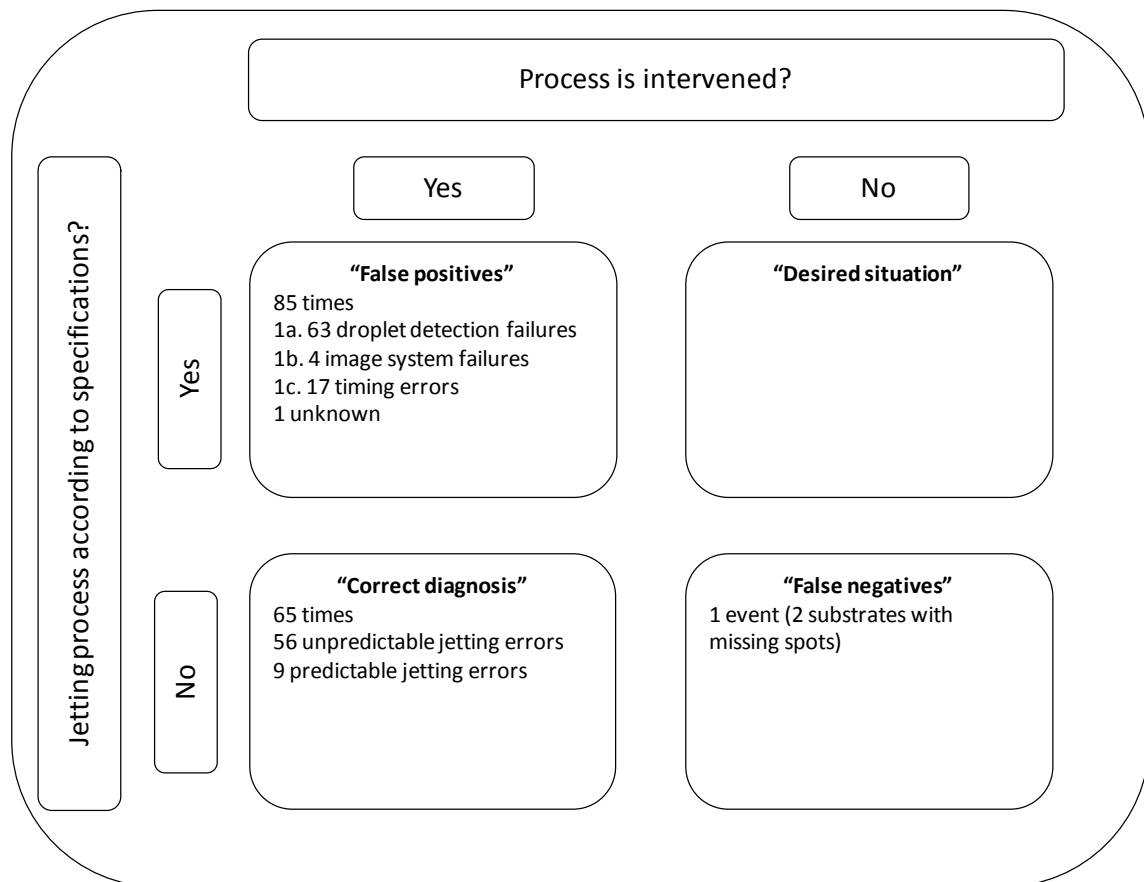 Process is intervened?
Yes
No
Jetting process according to specifications?
Yes
“False positives”
85 times
1a. 63 droplet detection failures
1b. 4 image system failures
1c. 17 timing errors
1 unknown
“Desired situation”
No
“Correct diagnosis”
65 times
56 unpredictable jetting errors
9 predictable jetting errors
“False negatives”
1 event (2 substrates with
missing spots)